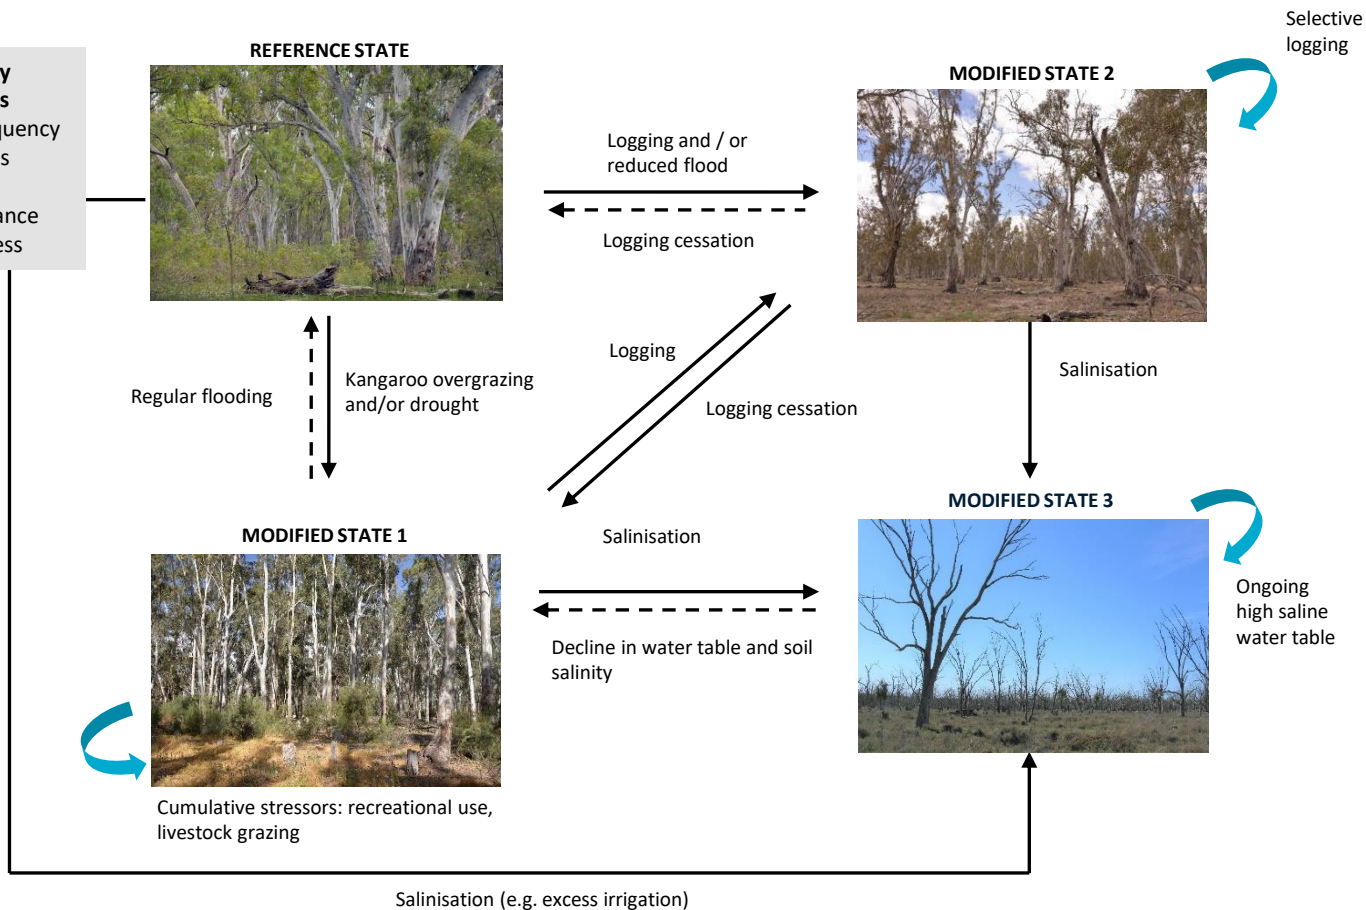 Selective
logging
REFERENCE STATE
MODIFIED STATE 2
Logging and / or
reduced flood
Logging cessation
Regular flooding
Kangaroo overgrazing
and/or drought
Logging
Logging cessation
Salinisation
MODIFIED STATE 1
Salinisation
Decline in water table and soil
salinity
MODIFIED STATE 3
Ongoing
high saline
water table
Cumulative stressors: recreational use,
livestock grazing
Salinisation (e.g. excess irrigation)